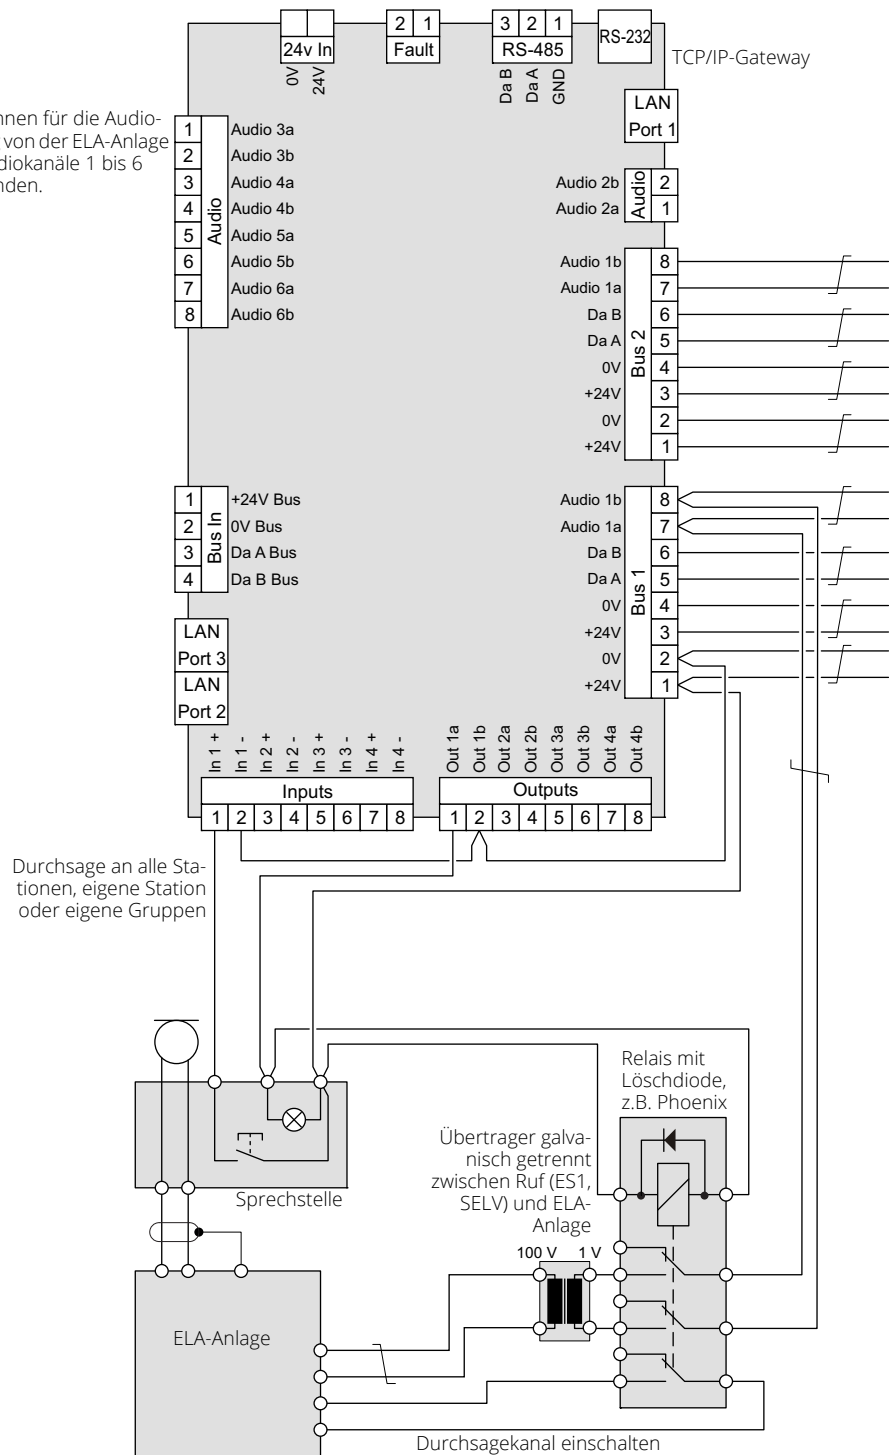 2 1
3 2 1
24v In
Fault
RS-485
RS-232
0V
24V
Da B
Da A
GND
TCP/IP-Gateway
LAN
Port 1
für die Audio-
von der ELA-Anlage
1 bis 6
Audio
1 Audio 3a
2 Audio 3b
3 Audio 4a
4 Audio 4b
5 Audio 5a
6 Audio 5b
7 Audio 6a
8 Audio 6b
Audio
Audio 2b 2
Audio 2a 1
Bus 2
Audio 1b 8
Audio 1a 7
Da B 6
Da A 5
0V 4
+24V 3
0V 2
+24V 1
Bus In
1 +24V Bus
2 0V Bus
3 Da A Bus
4 Da B Bus
Bus 1
Audio 1b 8
Audio 1a 7
Da B 6
Da A 5
0V 4
+24V 3
0V 2
+24V 1
LAN
Port 3
LAN
Port 2
In 1 +
In 1 -
In 2 +
In 2 -
In 3 +
In 3 -
In 4 +
In 4 -
Out 1a
Out 1b
Out 2a
Out 2b
Out 3a
Out 3b
Out 4a
Out 4b
Inputs
Outputs
1 2 3 4 5 6 7 8
1 2 3 4 5 6 7 8
Durchsage an alle Sta-
tionen, eigene Station
oder eigene Gruppen
Relais mit
Löschdiode,
z.B. Phoenix
Übertrager galva-
nisch getrennt
zwischen Ruf (ES1,
SELV) und ELA-
Anlage
Sprechstelle
100 V 1 V
ELA-Anlage
Durchsagekanal einschalten